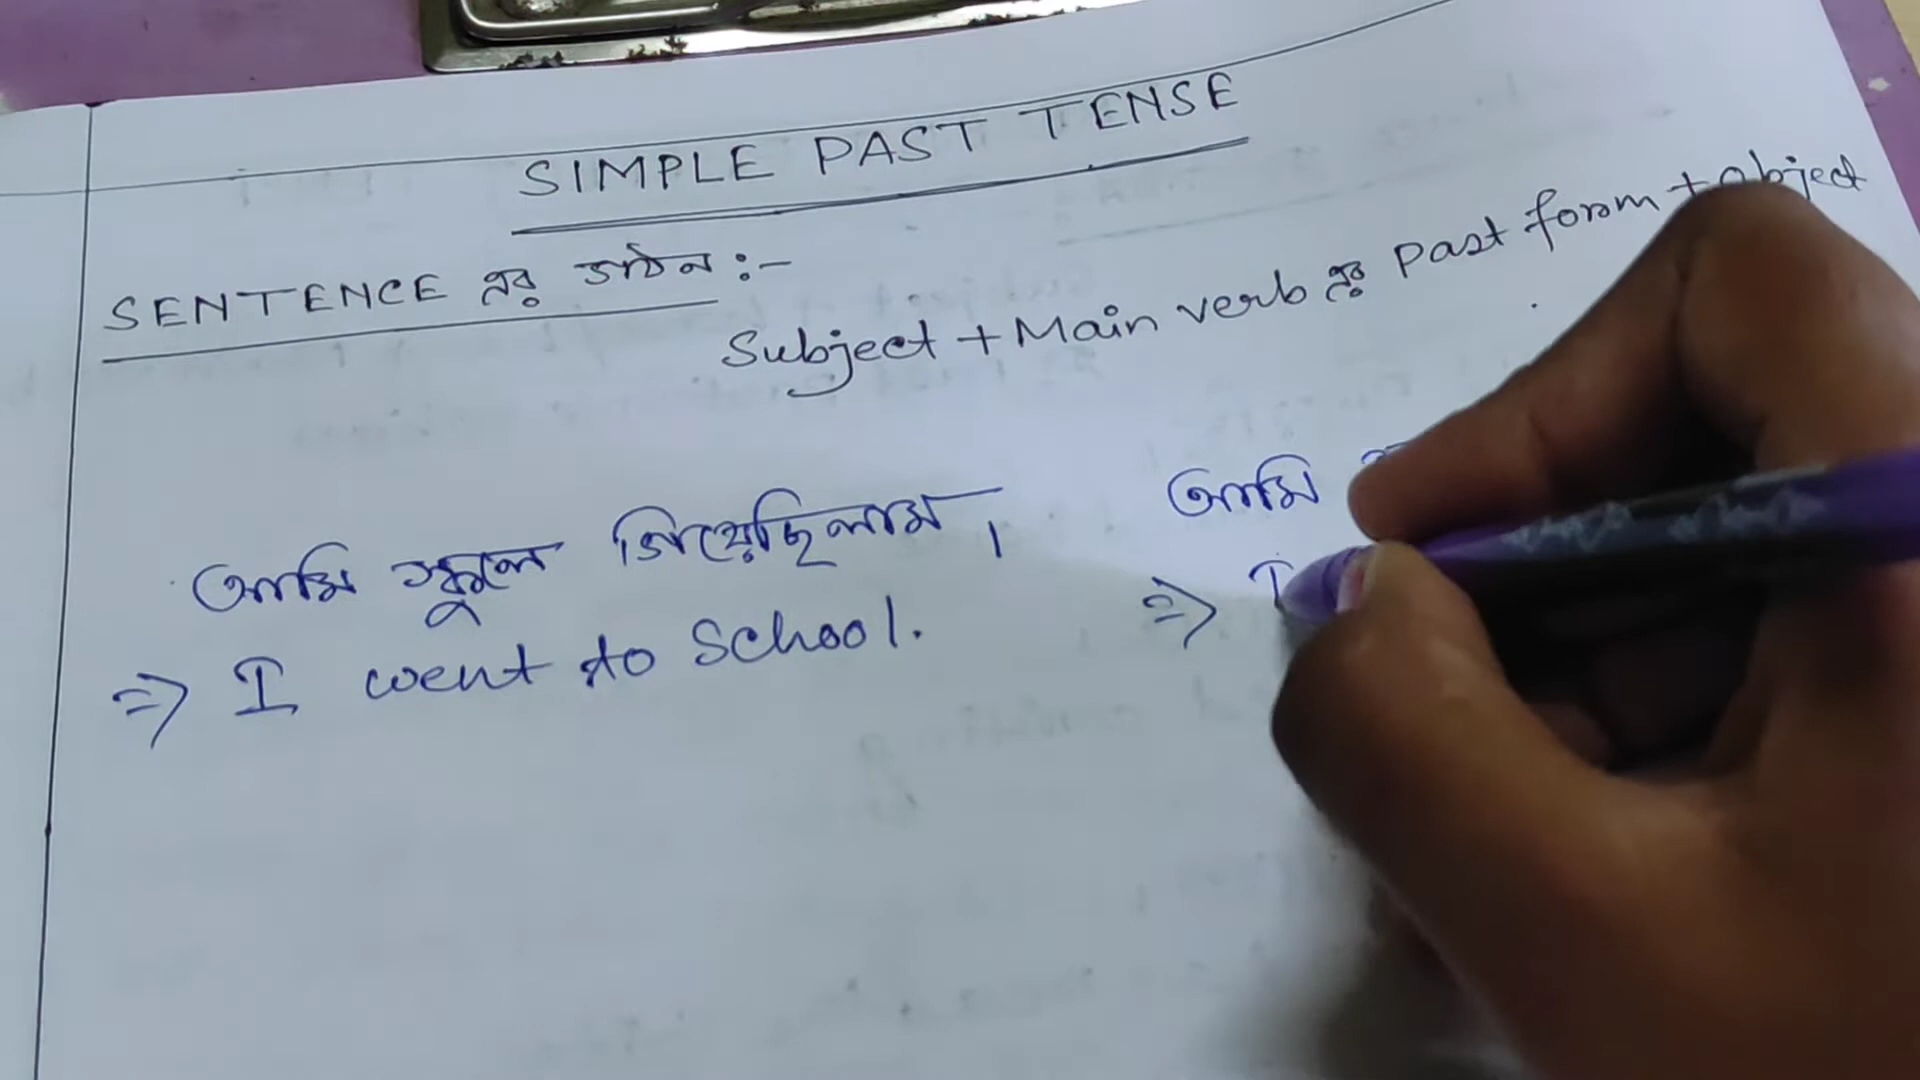 SIMPLE PAST TENSE
SENTENCE এর গঠন :-
Subject + Main verb এর Past form + object
আমি স্কুলে গিয়েছিলাম।
⇒ I went to School.
আমি
⇒ I